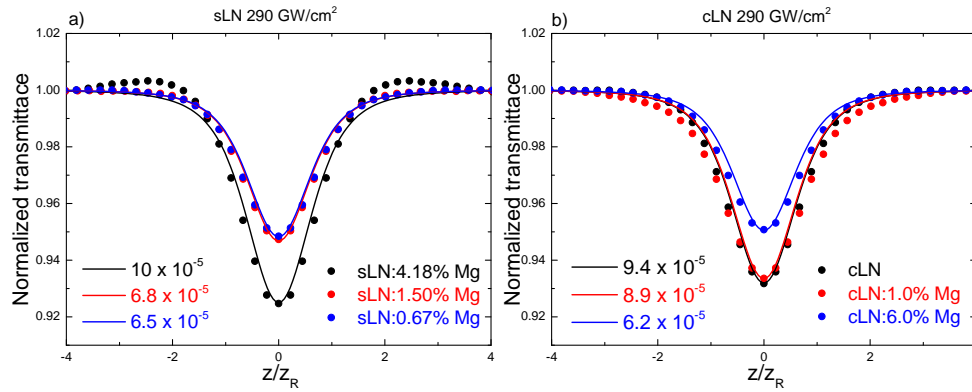 a) sLN 290 GW/cm²
Normalized transmittace
1.02
1.00
0.98
0.96
0.94
0.92
10 x 10⁻⁵
6.8 x 10⁻⁵
6.5 x 10⁻⁵
sLN:4.18% Mg
sLN:1.50% Mg
sLN:0.67% Mg
-4 -2 0 2 4
z/z_R
b) cLN 290 GW/cm²
Normalized transmittace
1.02
1.00
0.98
0.96
0.94
0.92
9.4 x 10⁻⁵
8.9 x 10⁻⁵
6.2 x 10⁻⁵
cLN
cLN:1.0% Mg
cLN:6.0% Mg
-4 -2 0 2
z/z_R